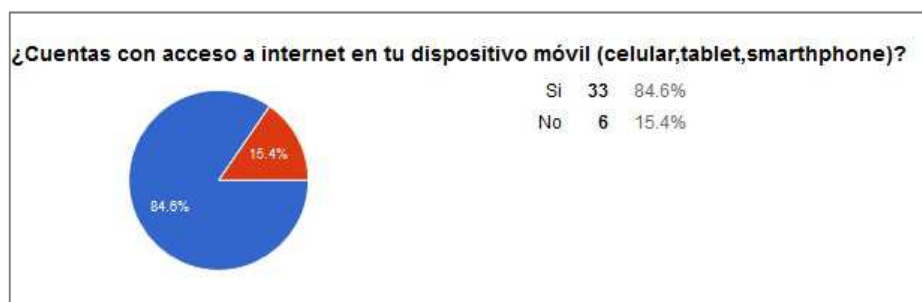 ¿Cuentas con acceso a internet en tu dispositivo móvil (celular,tablet,smarthphone)?
Si 33 84.6%
No 6 15.4%
15.4%
84.6%